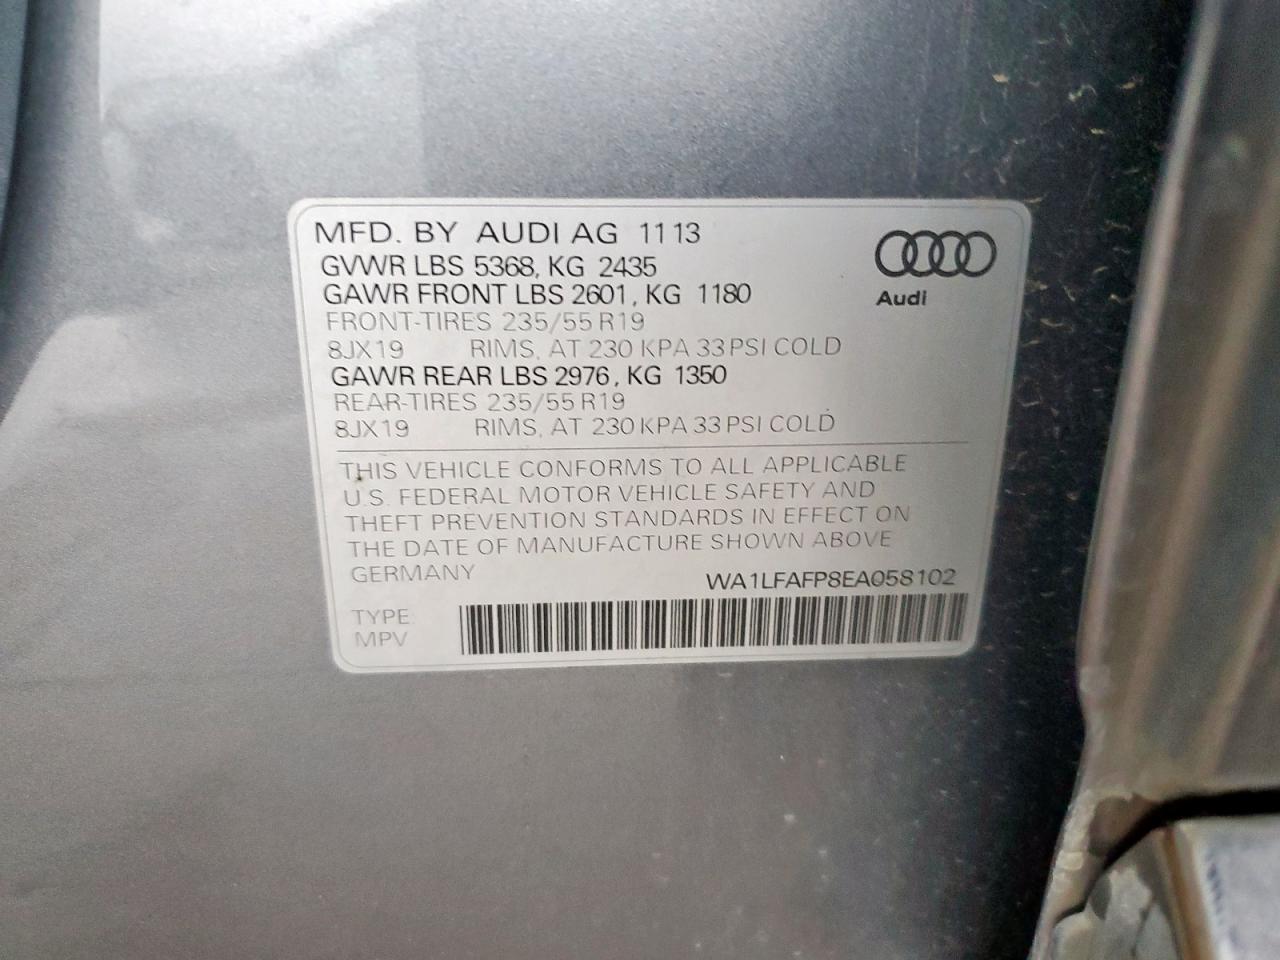 MFD. BY AUDI AG 11 13
GVWR LBS 5368, KG 2435
GAWR FRONT LBS 2601, KG 1180
FRONT-TIRES 235/55 R19
8JX19 RIMS, AT 230 KPA 33 PSI COLD
GAWR REAR LBS 2976, KG 1350
REAR-TIRES 235/55 R19
8JX19 RIMS, AT 230 KPA 33 PSI COLD
Audi
THIS VEHICLE CONFORMS TO ALL APPLICABLE
U.S. FEDERAL MOTOR VEHICLE SAFETY AND
THEFT PREVENTION STANDARDS IN EFFECT ON
THE DATE OF MANUFACTURE SHOWN ABOVE
GERMANY WA1LFAFP8EA058102
TYPE
MPV